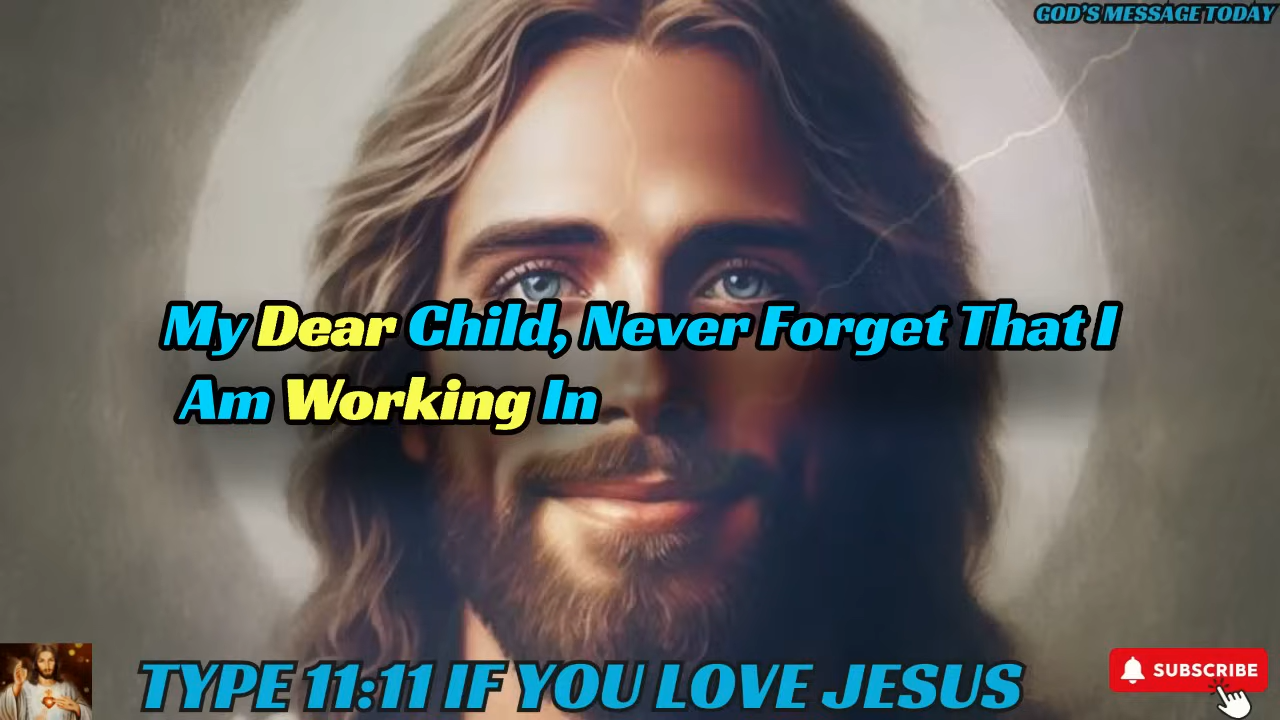 GOD'S MESSAGE TODAY
My Dear Child, Never Forget That I
Am Working In
TYPE 11:11 IF YOU LOVE JESUS
SUBSCRIBE